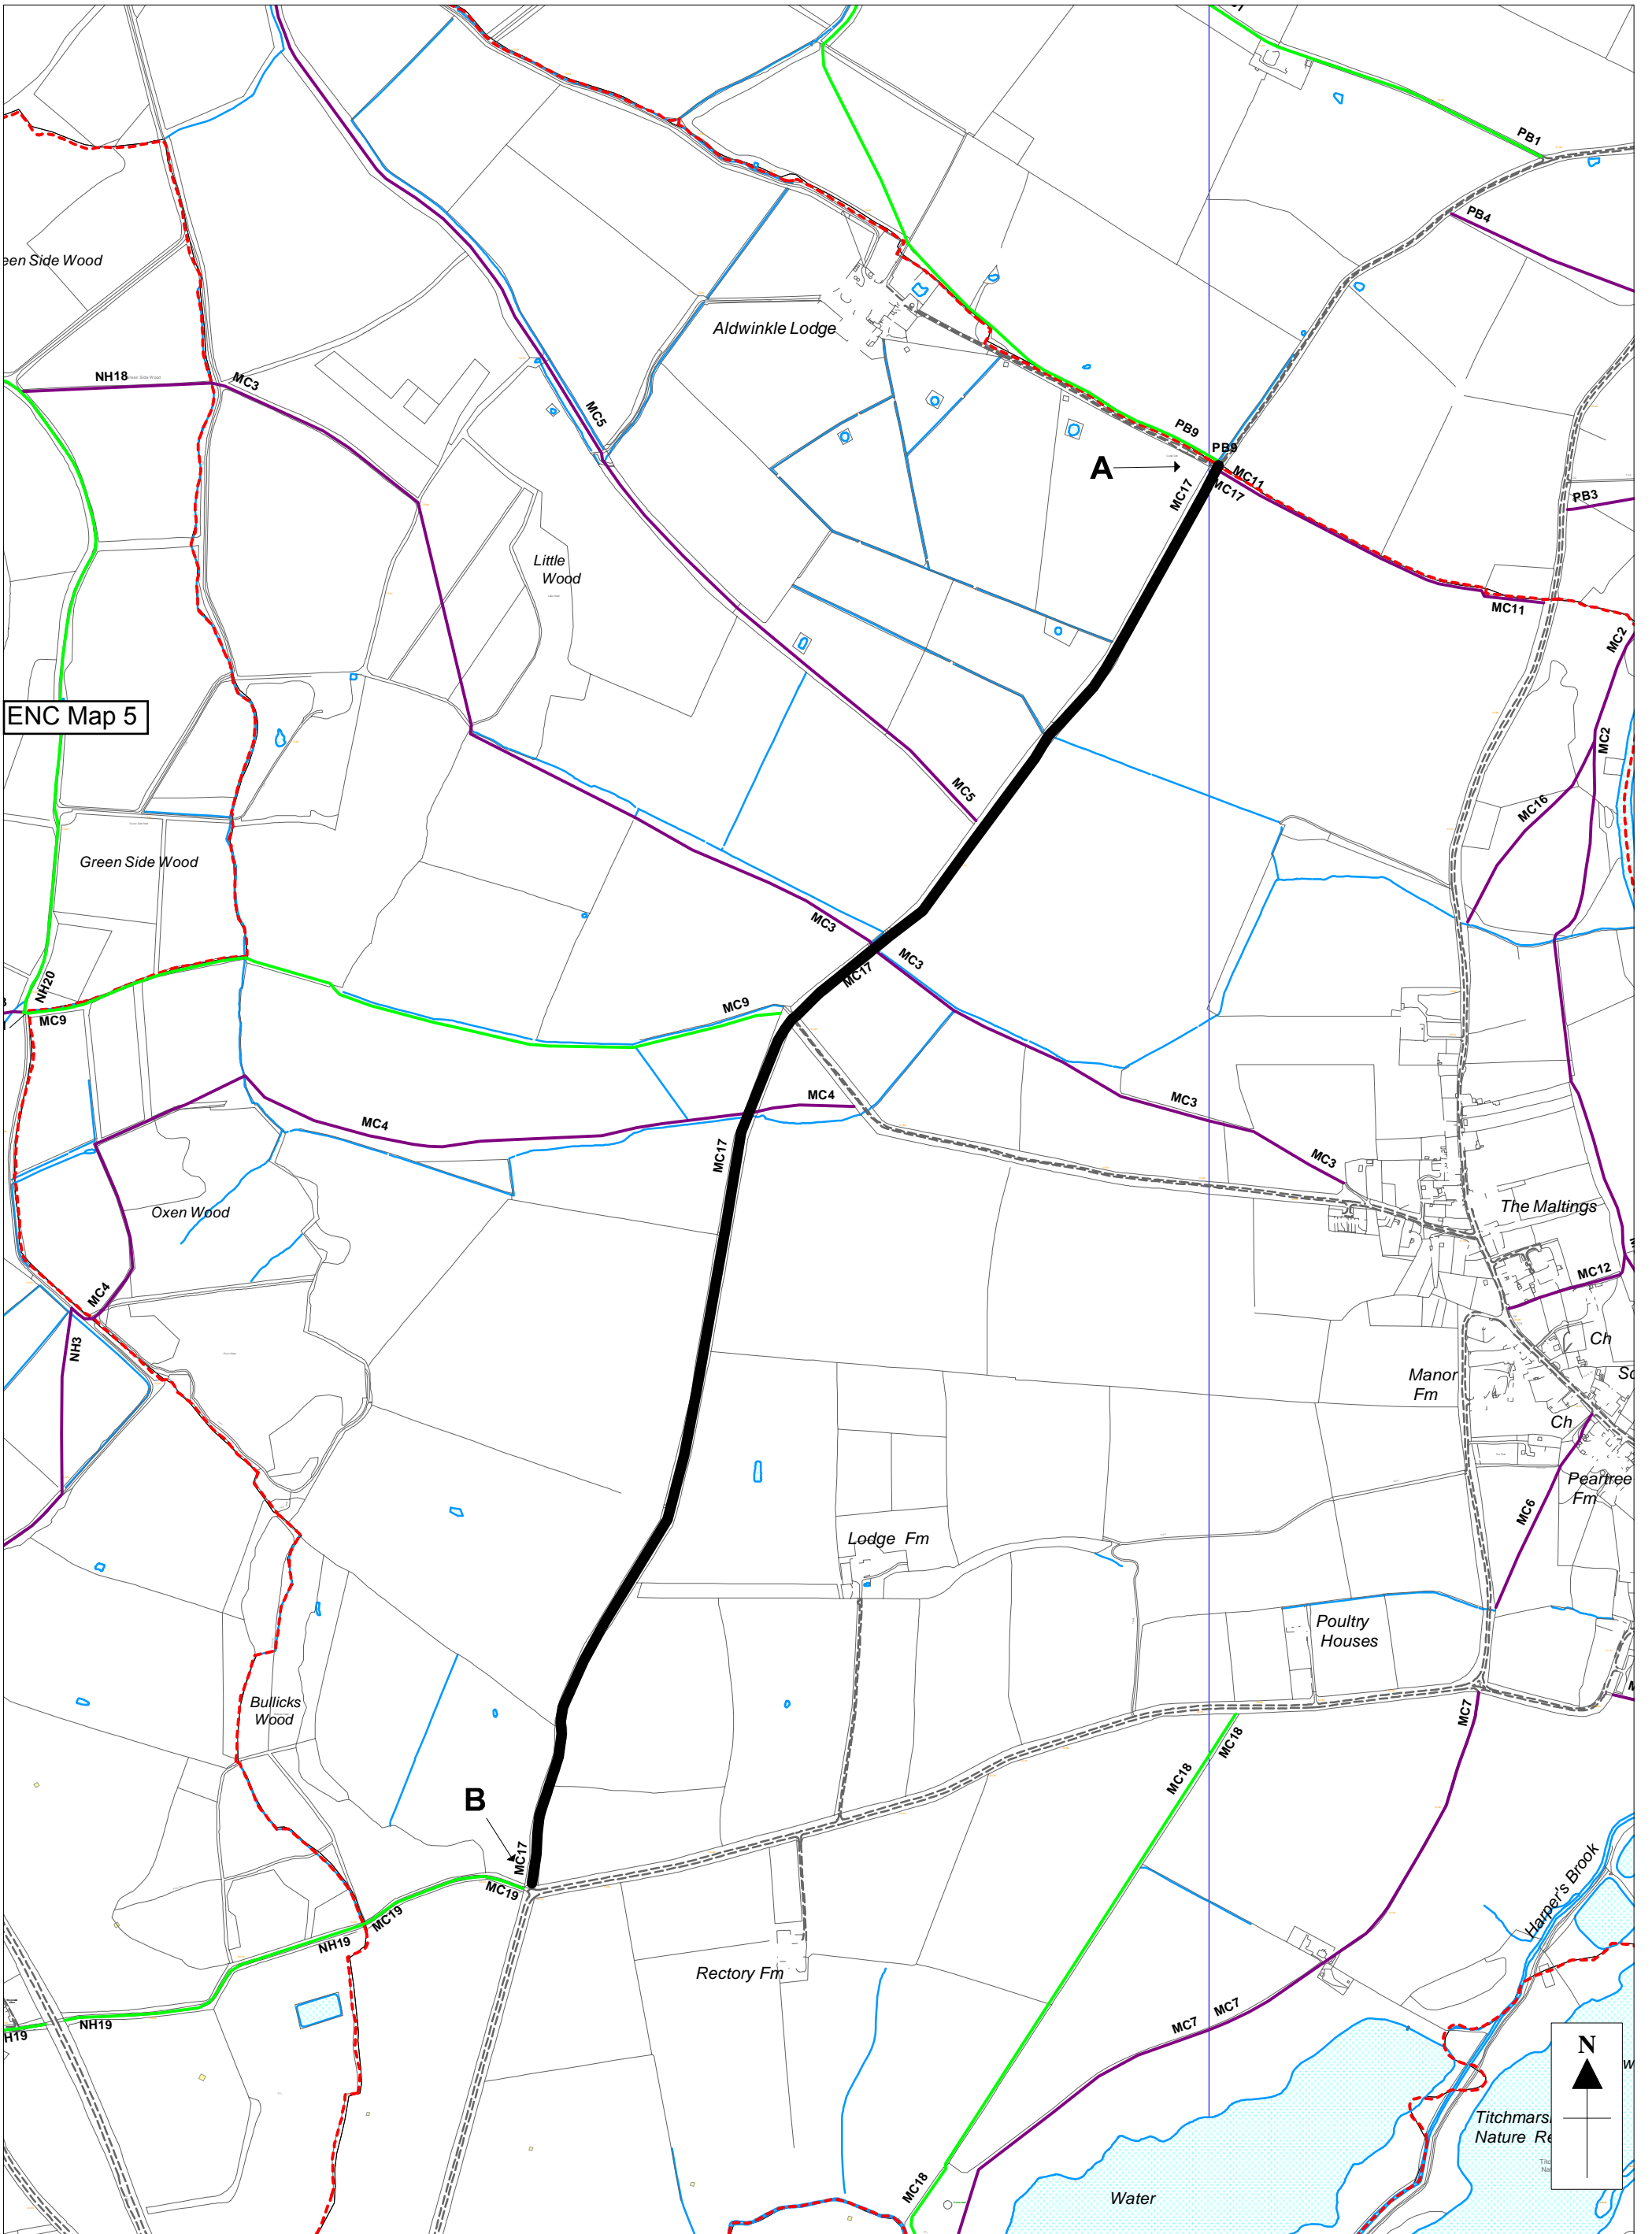 PB1
PB4
een Side Wood
Aldwinkle Lodge
NH18
MC3
MC5
PB9
PB9
A
MC11
MC17
MC17
PB3
Little
Wood
MC11
MC2
ENC Map 5
MC2
MC5
MC16
Green Side Wood
MC3
MC3
MC17
NH20
MC9
MC9
MC4
MC4
MC3
MC3
MC17
Oxen Wood
The Maltings
MC12
MC4
NH3
Ch
Manor
Fm
Ch
Peartree
Fm
MC6
Lodge Fm
Poultry
Houses
Bullicks
Wood
MC7
MC18
MC18
B
MC17
MC19
MC19
NH19
Harper's Brook
Rectory Fm
NH19
H19
MC7
MC7
N
Titchmars
Nature Re
MC18
Water